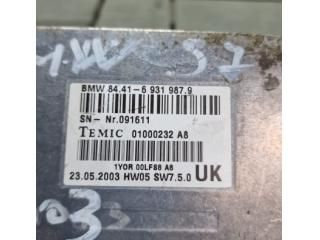 BMW 84.41-6 931 987.9
SN- Nr.091611
TEMIC 01000232 A8
1YOR 00LF88 A8
23.05.2003 HW05 SW7.5.0 UK
03